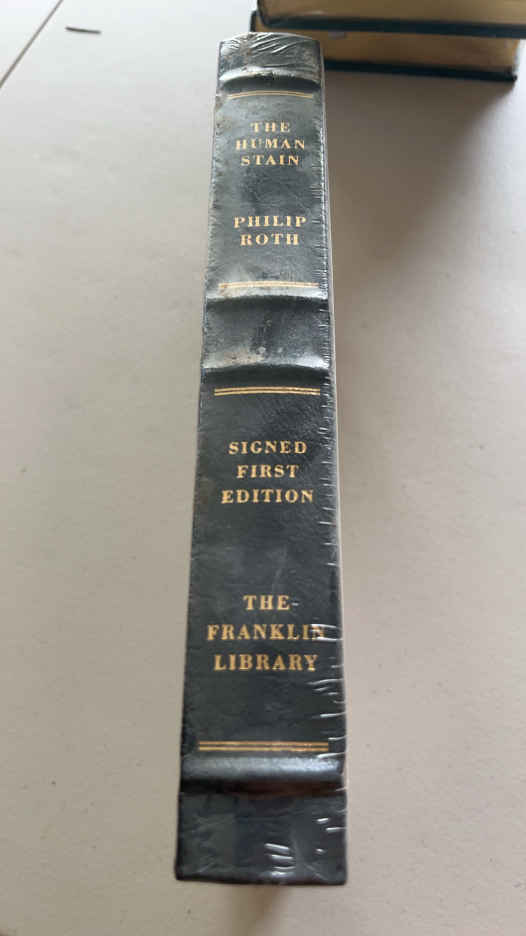 THE
HUMAN
STAIN
PHILIP
ROTH
SIGNED
FIRST
EDITION
THE
FRANKLIN
LIBRARY